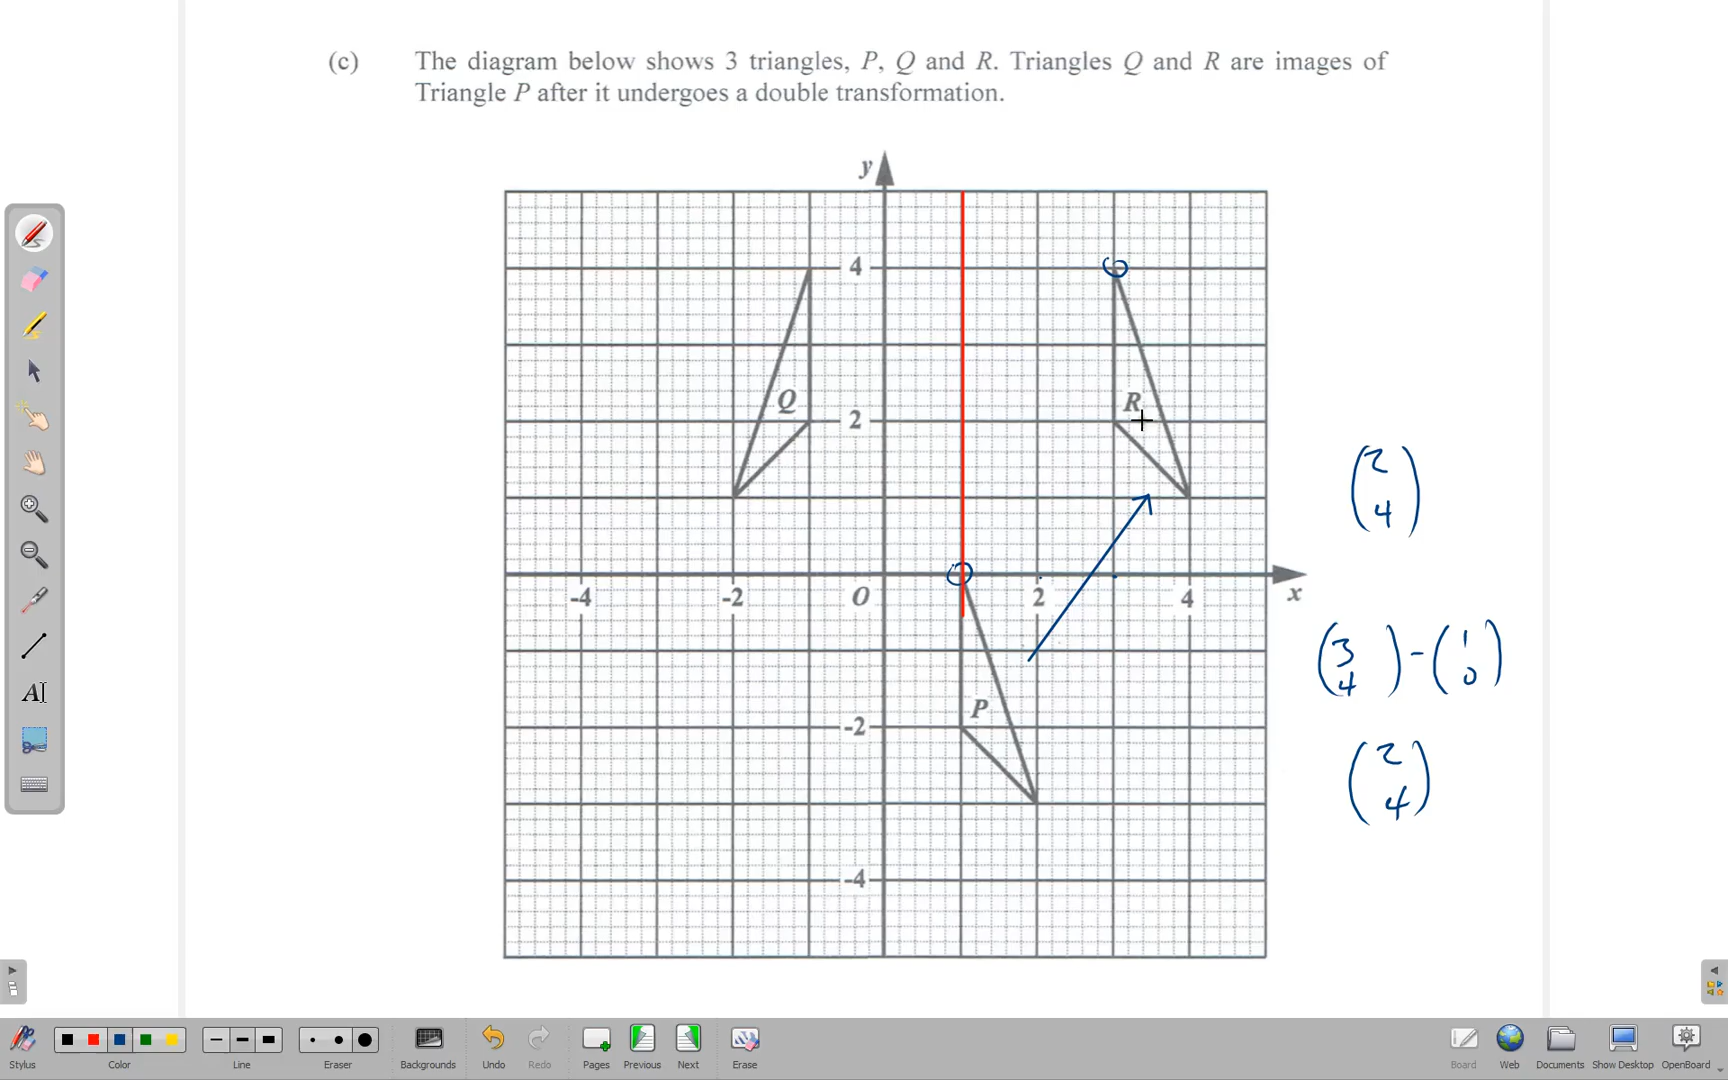 (c) The diagram below shows 3 triangles, P, Q and R. Triangles Q and R are images of
Triangle P after it undergoes a double transformation.
y
4
Q
R
2
(2
4)
-4 -2 O 2 4 x
(3
4) - (1
0)
P
-2
(2
4)
-4
Stylus
Color
Line
Eraser
Backgrounds
Undo
Redo
Pages
Previous
Next
Erase
Board
Web
Documents
Show Desktop
OpenBoard